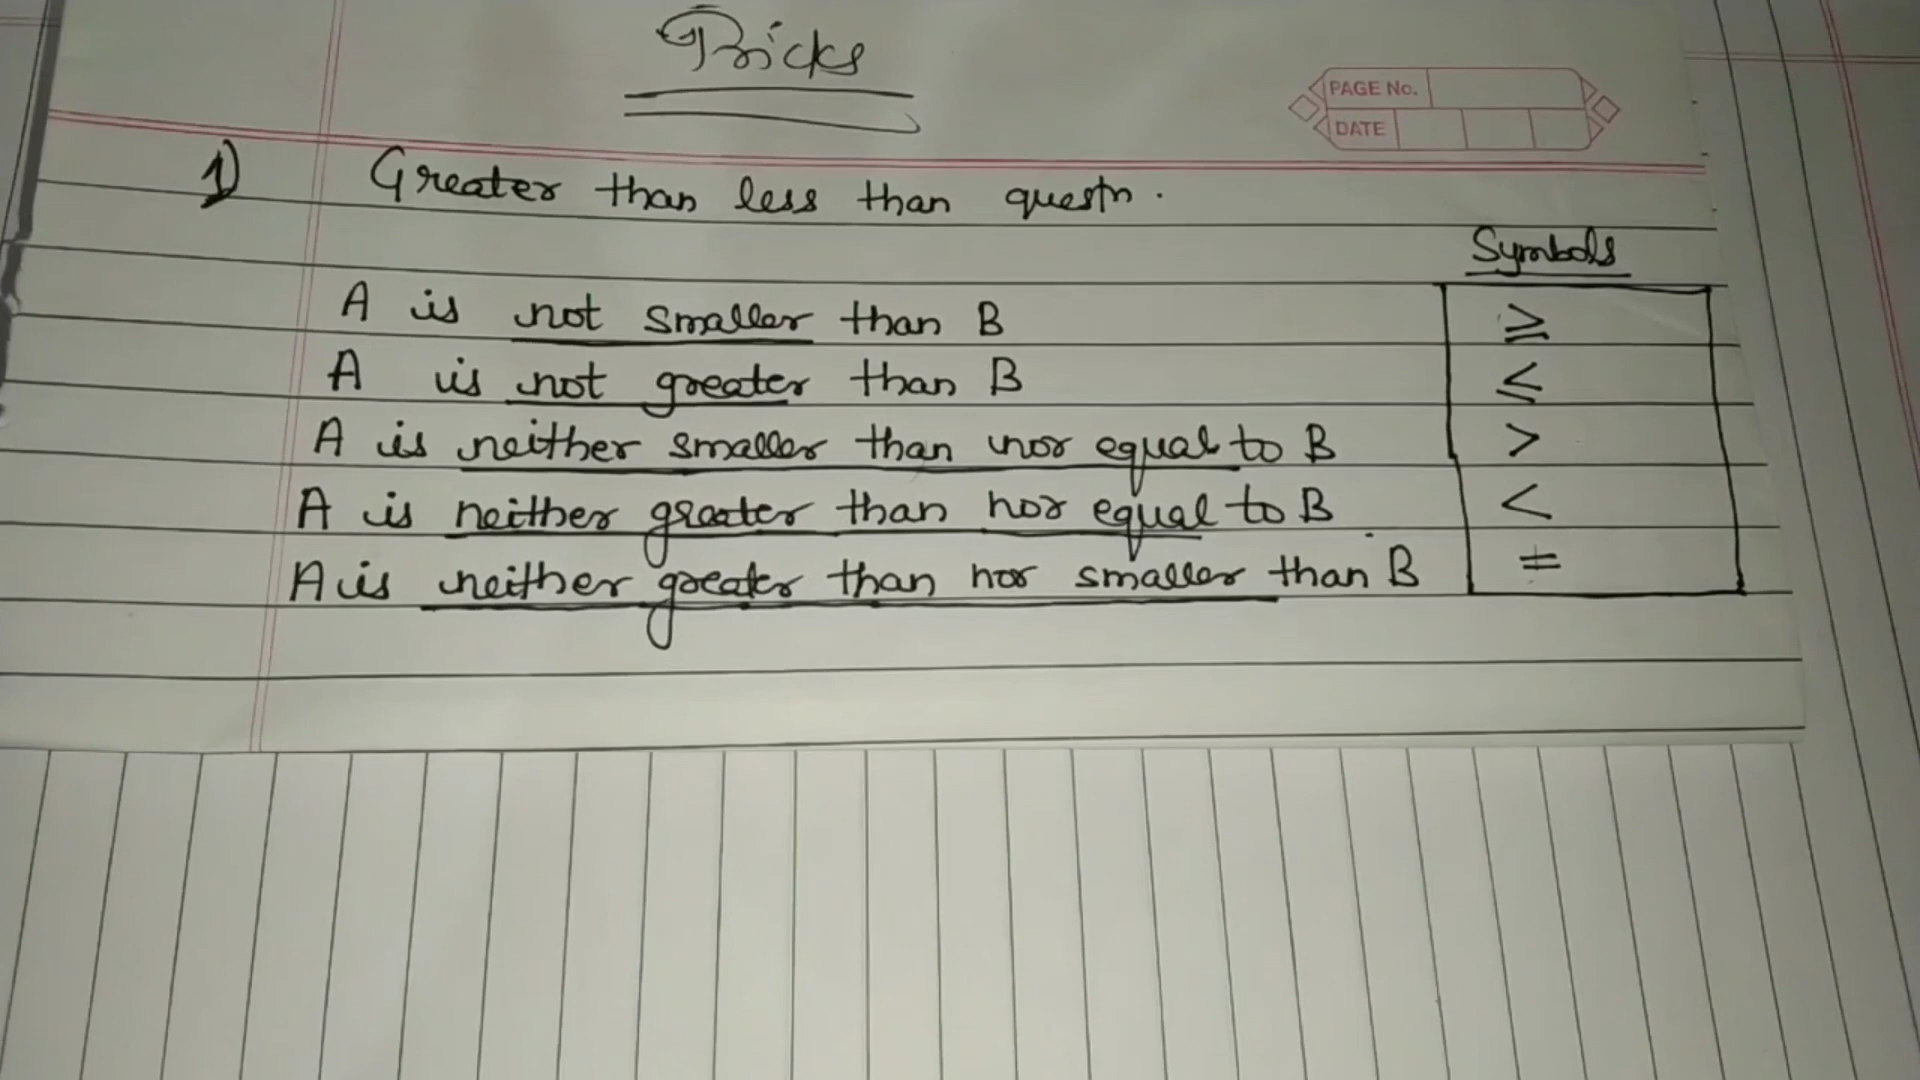 Tricks
PAGE No.
DATE
1) Greater than less than questn.
Symbols
A is not smaller than B ≥
A is not greater than B ≤
A is neither smaller than nor equal to B >
A is neither greater than nor equal to B <
A is neither greater than nor smaller than B =